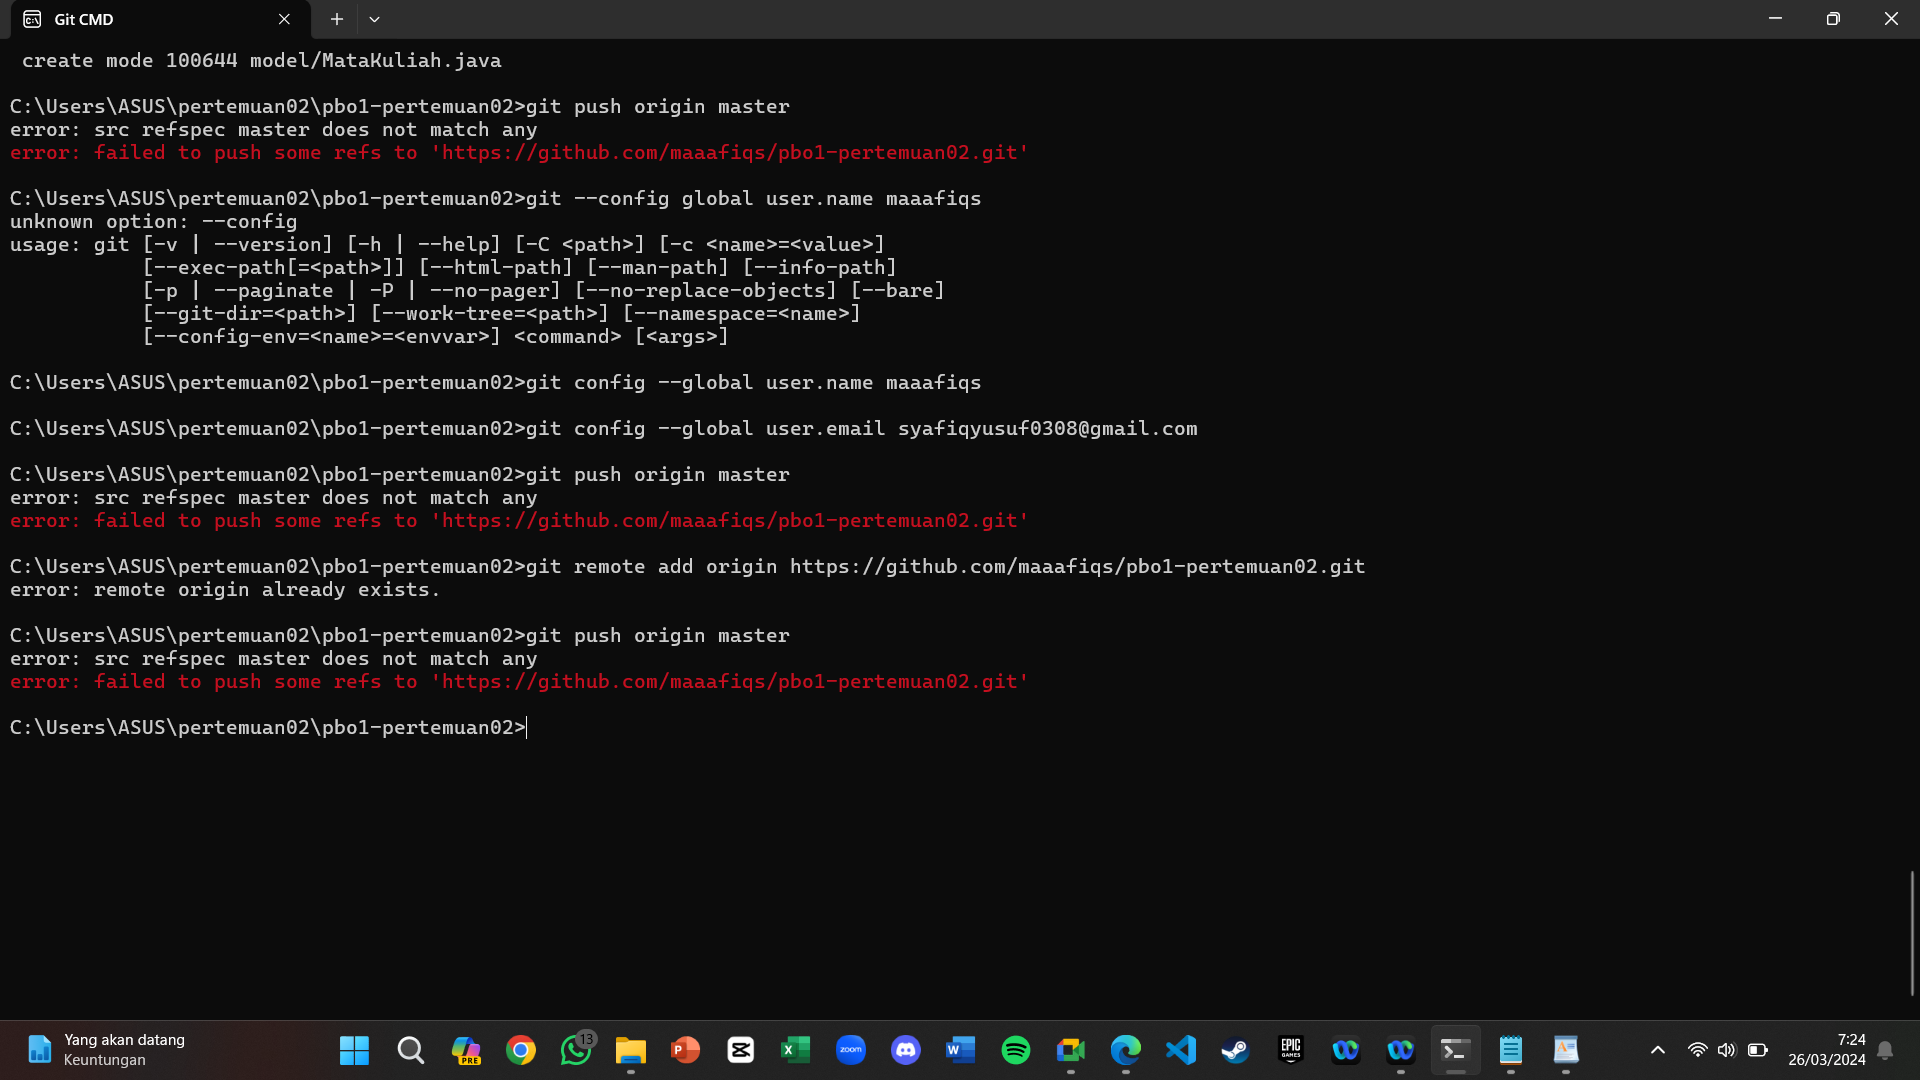 Git CMD
create mode 100644 model/MataKuliah.java
C:\Users\ASUS\pertemuan02\pbo1-pertemuan02>git push origin master
error: src refspec master does not match any
error: failed to push some refs to 'https://github.com/maaafiqs/pbo1-pertemuan02.git'
C:\Users\ASUS\pertemuan02\pbo1-pertemuan02>git --config global user.name maaafiqs
unknown option: --config
usage: git [-v | --version] [-h | --help] [-C <path>] [-c <name>=<value>]
[--exec-path[=<path>]] [--html-path] [--man-path] [--info-path]
[-p | --paginate | -P | --no-pager] [--no-replace-objects] [--bare]
[--git-dir=<path>] [--work-tree=<path>] [--namespace=<name>]
[--config-env=<name>=<envvar>] <command> [<args>]
C:\Users\ASUS\pertemuan02\pbo1-pertemuan02>git config --global user.name maaafiqs
C:\Users\ASUS\pertemuan02\pbo1-pertemuan02>git config --global user.email syafiqyusuf0308@gmail.com
C:\Users\ASUS\pertemuan02\pbo1-pertemuan02>git push origin master
error: src refspec master does not match any
error: failed to push some refs to 'https://github.com/maaafiqs/pbo1-pertemuan02.git'
C:\Users\ASUS\pertemuan02\pbo1-pertemuan02>git remote add origin https://github.com/maaafiqs/pbo1-pertemuan02.git
error: remote origin already exists.
C:\Users\ASUS\pertemuan02\pbo1-pertemuan02>git push origin master
error: src refspec master does not match any
error: failed to push some refs to 'https://github.com/maaafiqs/pbo1-pertemuan02.git'
C:\Users\ASUS\pertemuan02\pbo1-pertemuan02>
Yang akan datang
Keuntungan
PRE
13
P
X
zoom
W
EPIC
GAMES
7:24
26/03/2024